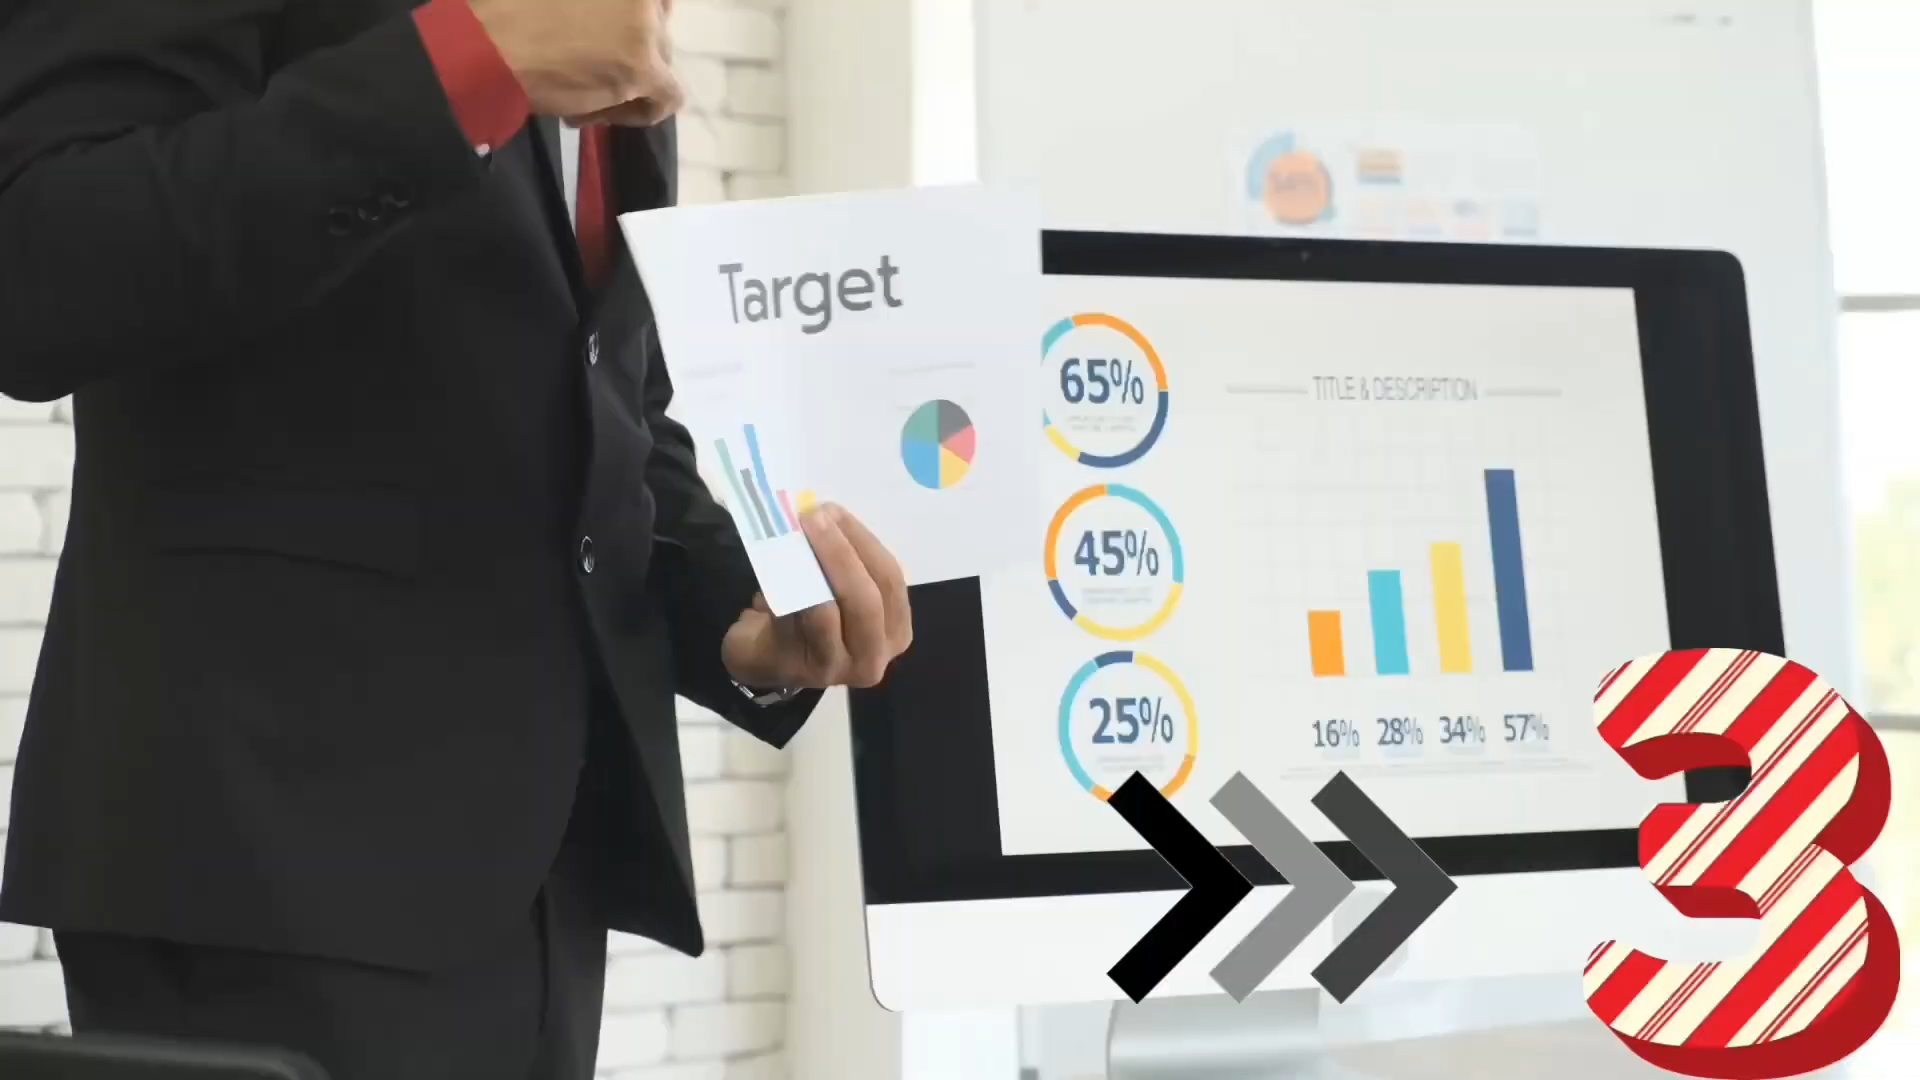 Target
65%
45%
25%
TITLE & DESCRIPTION
16% 28% 34% 57%
3